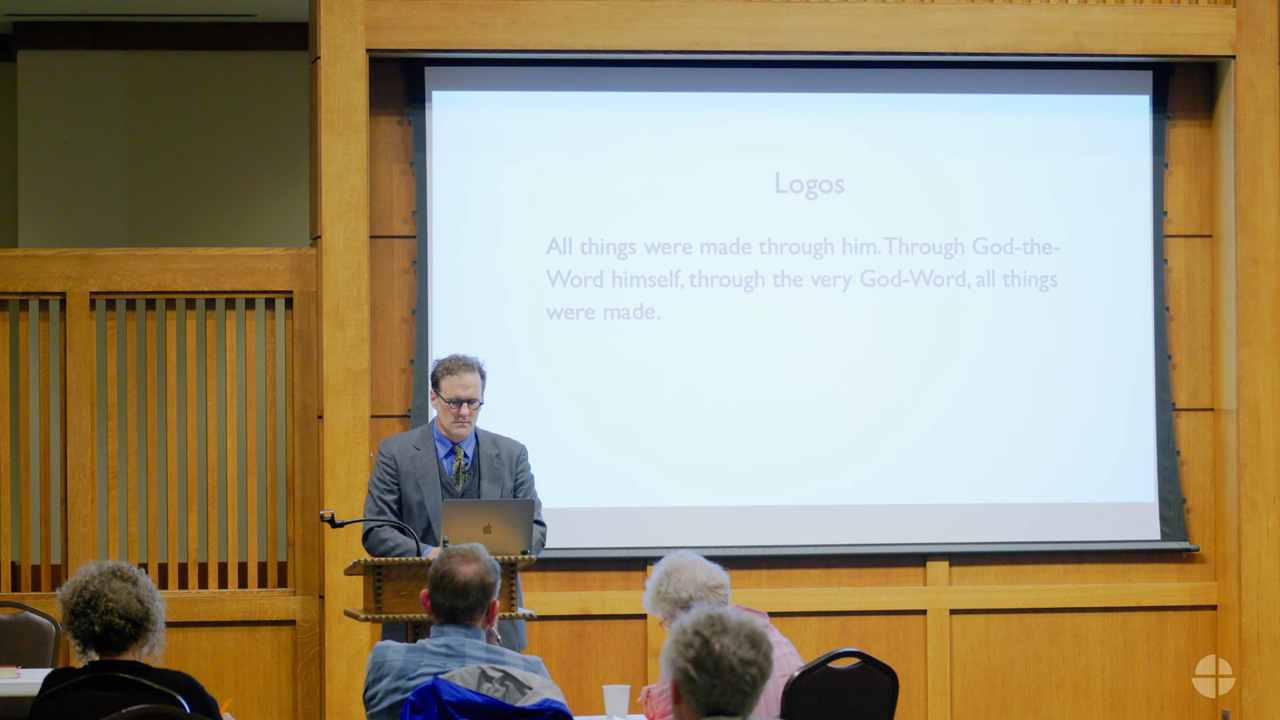 Logos
All things were made through him. Through God-the-
Word himself, through the very God-Word, all things
were made.